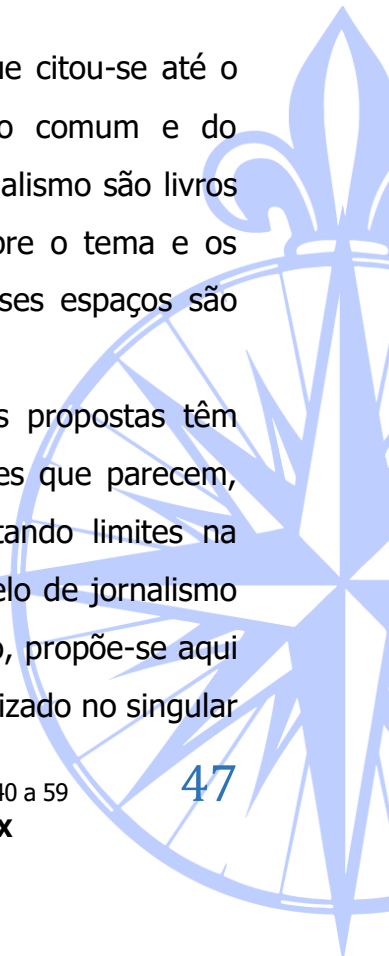 ue citou-se até o
o comum e do
alismo são livros
bre o tema e os
ses espaços são
s propostas têm
es que parecem,
tando limites na
elo de jornalismo
o, propõe-se aqui
izado no singular
40 a 59
47
x